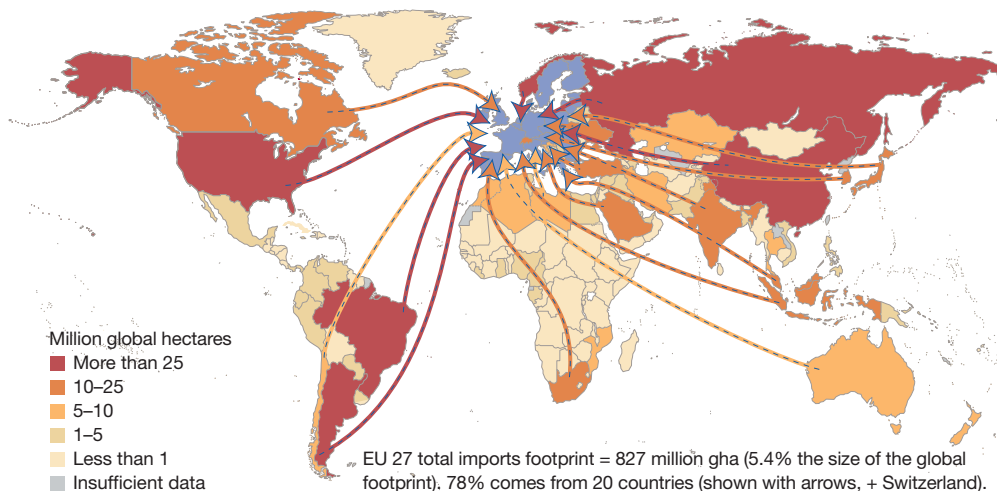 Million global hectares
More than 25
10–25
5–10
1–5
Less than 1
Insufficient data
EU 27 total imports footprint = 827 million gha (5.4% the size of the global
footprint). 78% comes from 20 countries (shown with arrows, + Switzerland).